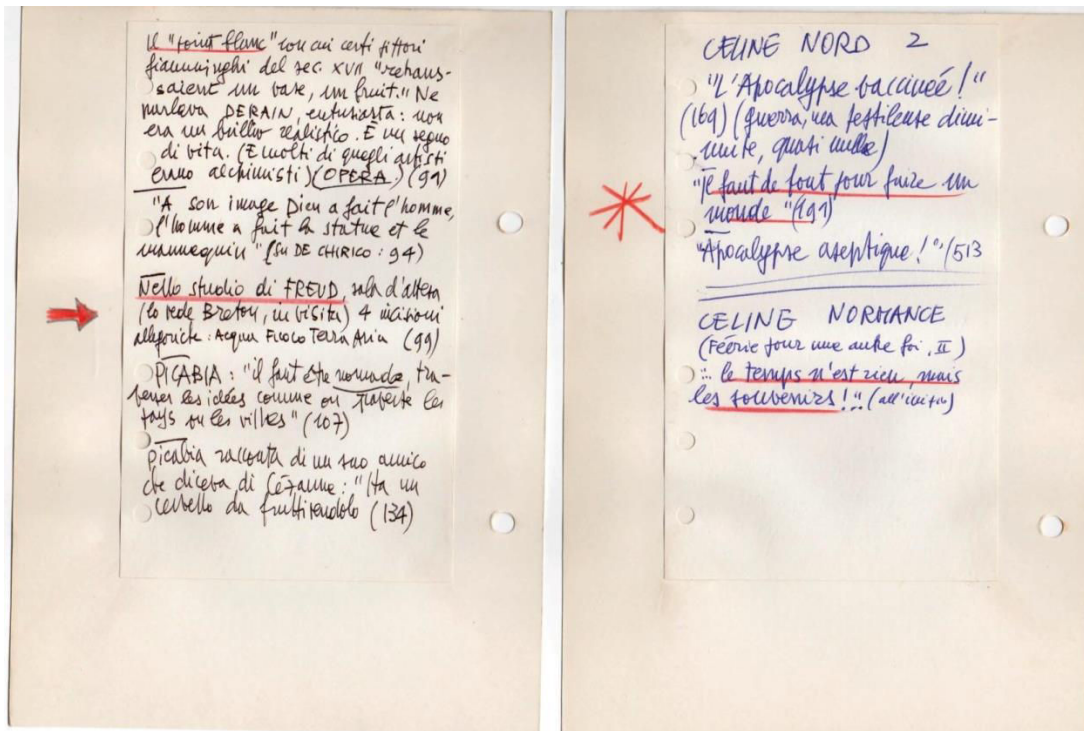 Il "point blanc" con cui certi pittori
fiamminghi del sec. XVII "rehaus-
saient un vase, un fruit." Ne
parlava DERAIN, entusiasta: non
era un brillio realistico. È un segno
di vita. (E molti di quegli artisti
erano alchimisti) (OPERA) (91)
"A son image Dieu a fait l'homme,
l'homme a fait la statue et le
mannequin" (su DE CHIRICO: 94)
Nello studio di FREUD, sala d'attesa
(lo vede Breton, in visita) 4 incisioni
allegoriche: Acqua Fuoco Terra Aria (99)
PICABIA: "il faut être nomade, tra-
verser les idées comme on traverse les
pays ou les villes" (107)
Picabia racconta di un suo amico
che diceva di Cézanne: "Ha un
cervello da fruttivendolo (134)
CELINE NORD 2
"L'Apocalypse vaccinée!"
(169) (guerra, ma pestilenze dimi-
nuite, quasi nulle)
"Il faut de tout pour faire un
monde" (191)
"Apocalypse aseptique!" (513
CELINE NORMANCE
(Féerie pour une autre foi, II)
"... le temps n'est rien, mais
les souvenirs!..." (all'inizio)